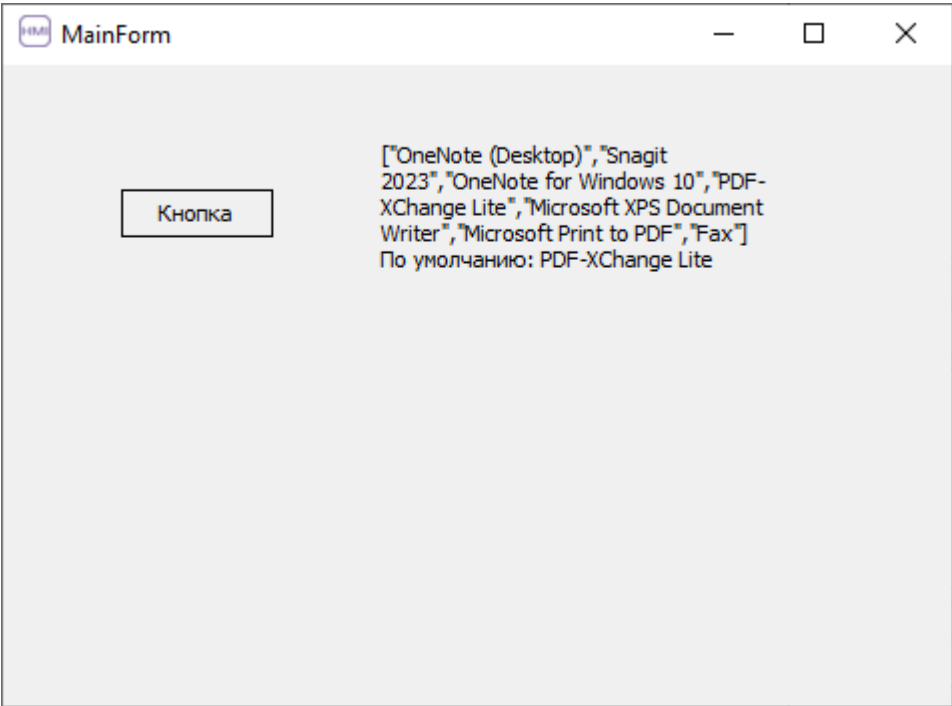 HMI
MainForm
Кнопка
["OneNote (Desktop)","Snagit
2023","OneNote for Windows 10","PDF-
XChange Lite","Microsoft XPS Document
Writer","Microsoft Print to PDF","Fax"]
По умолчанию: PDF-XChange Lite